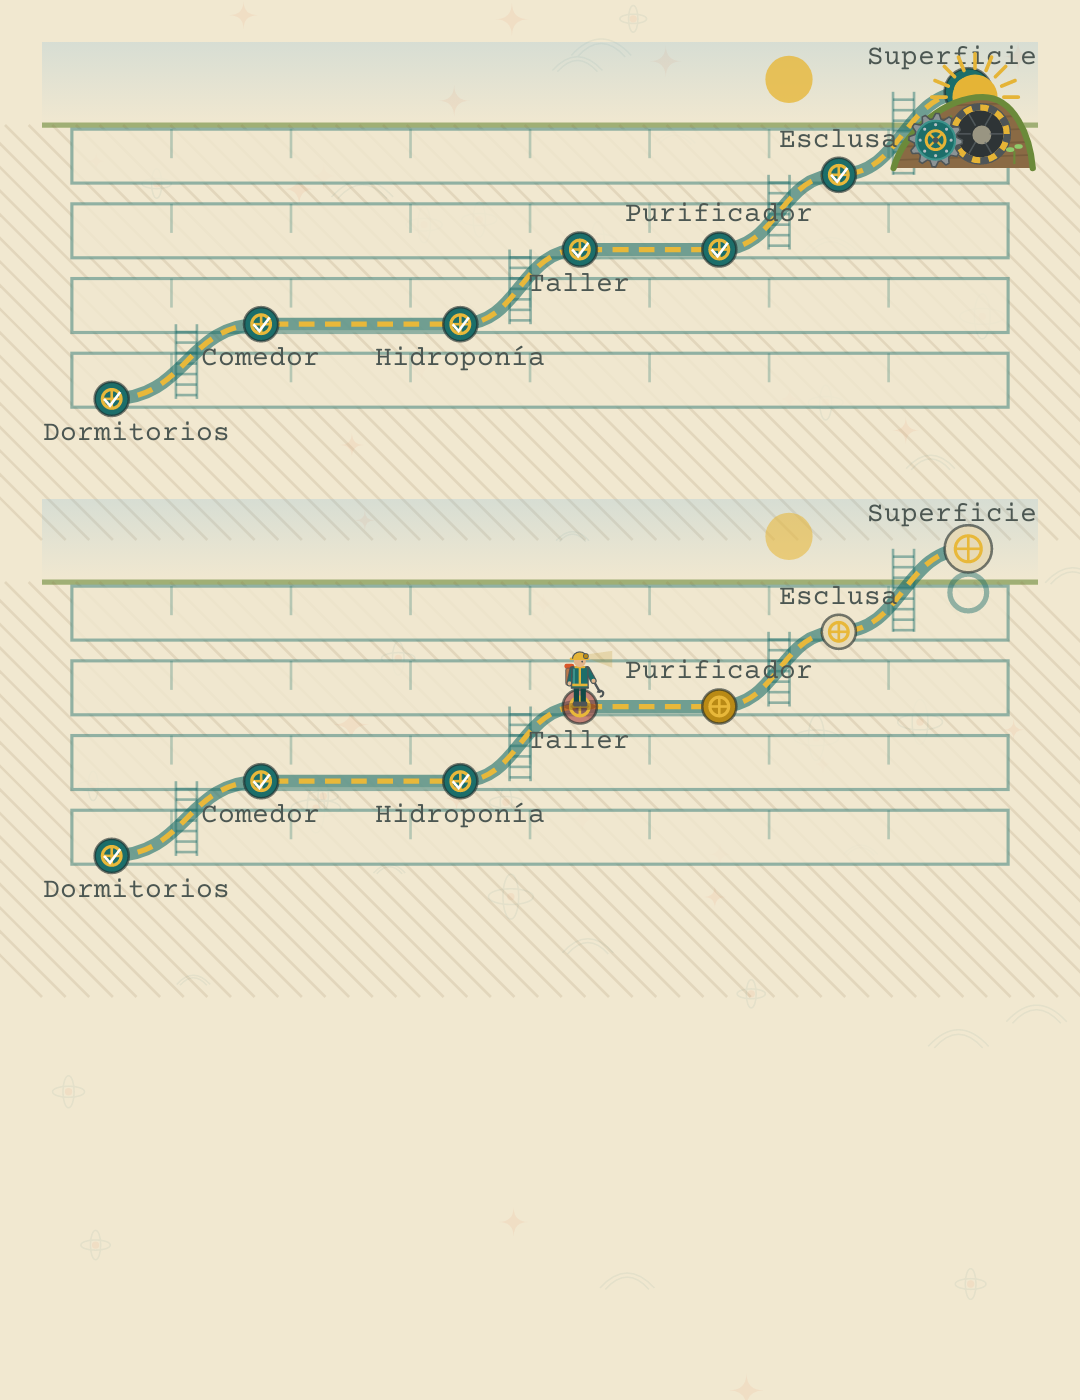 Superficie
Esclusa
Purificador
Taller
Comedor
Hidroponía
Dormitorios
Superficie
Esclusa
Purificador
Taller
Comedor
Hidroponía
Dormitorios